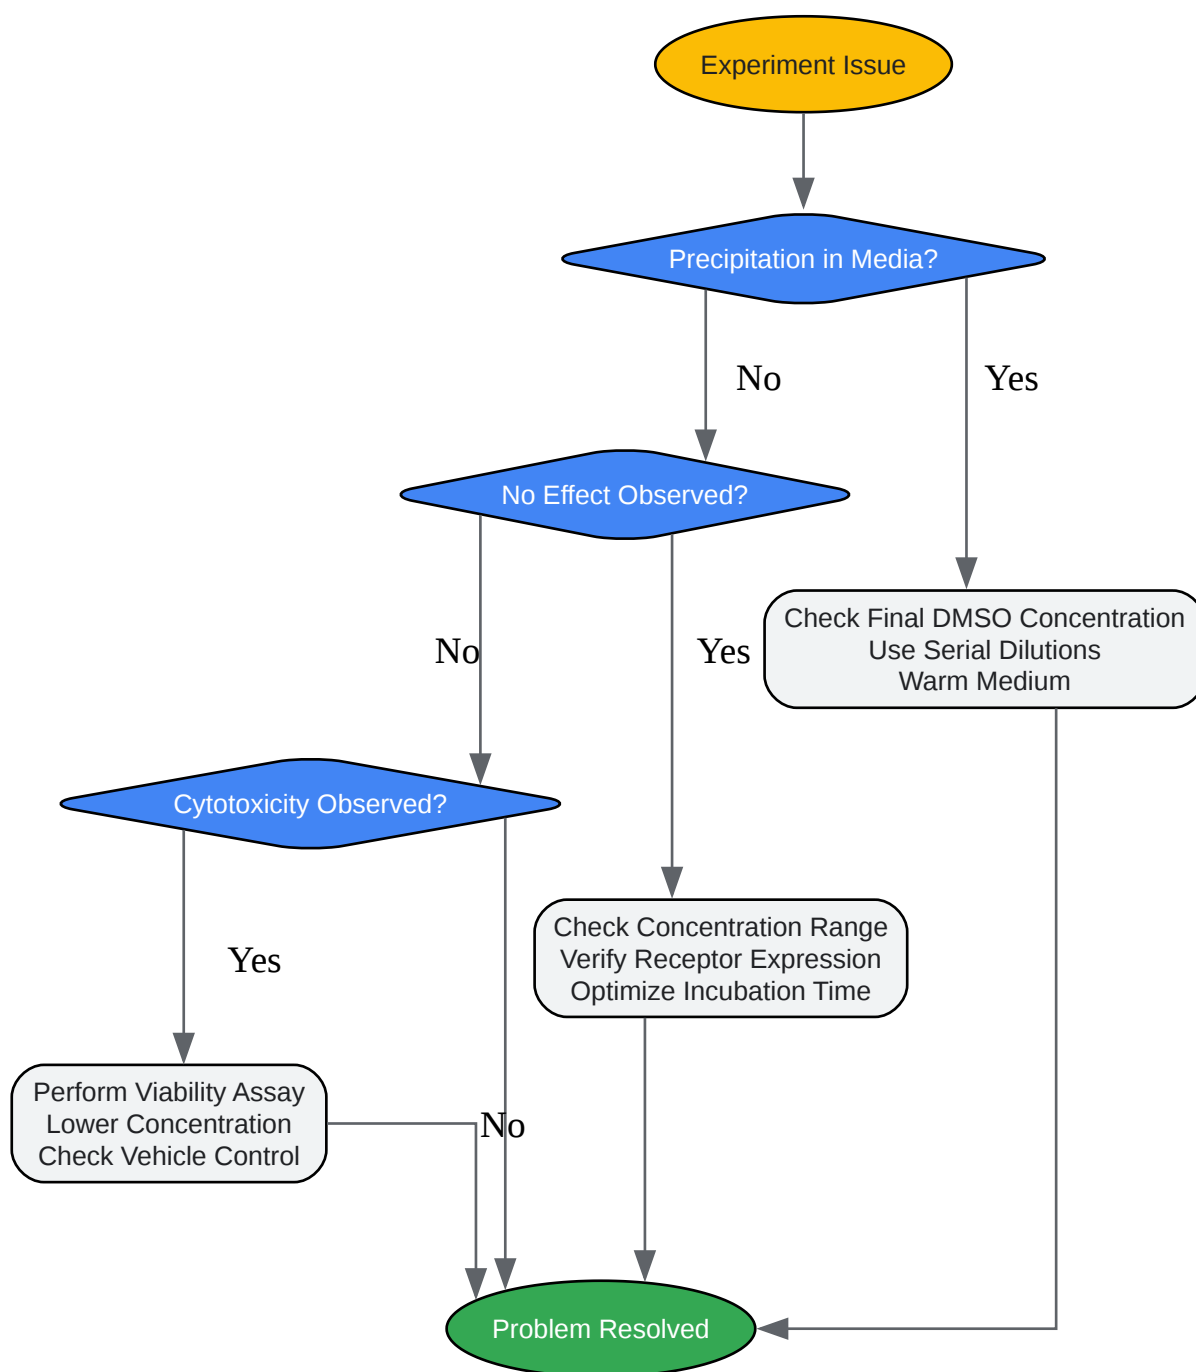 Experiment Issue
Precipitation in Media?
No
Yes
No Effect Observed?
No
Yes
Check Final DMSO Concentration
Use Serial Dilutions
Warm Medium
Cytotoxicity Observed?
Yes
Check Concentration Range
Verify Receptor Expression
Optimize Incubation Time
Perform Viability Assay
Lower Concentration
Check Vehicle Control
No
Problem Resolved